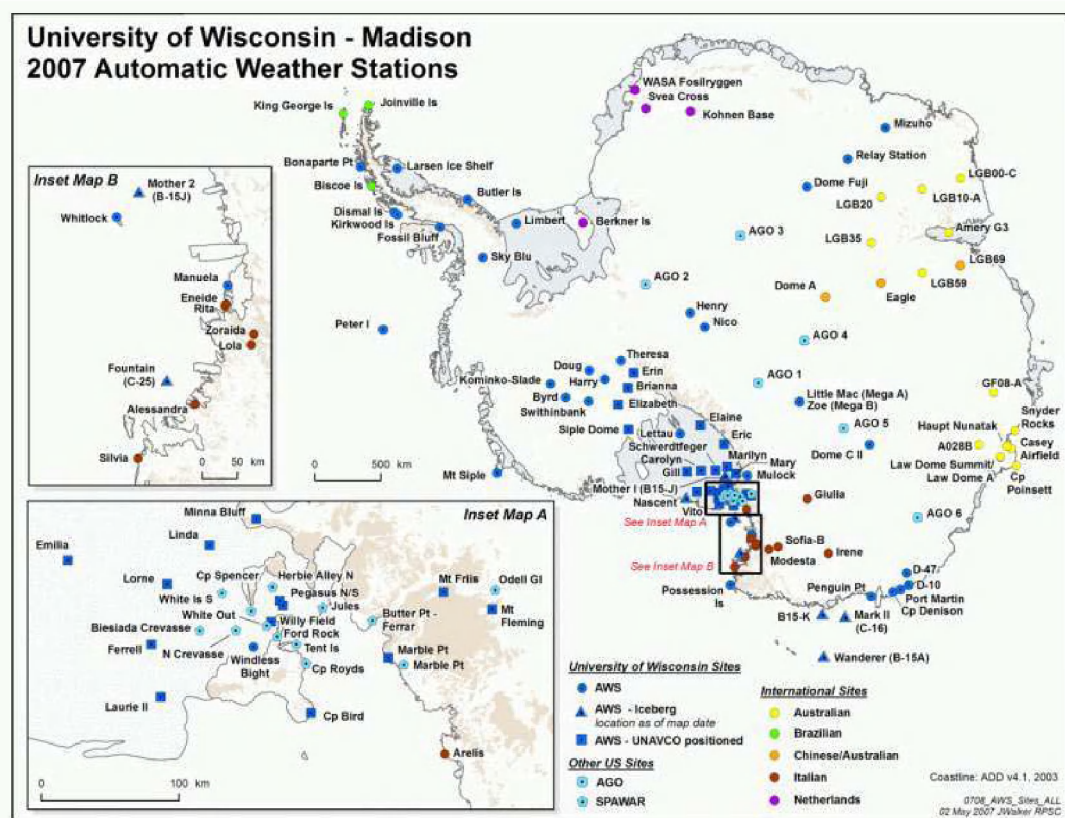 University of Wisconsin - Madison
2007 Automatic Weather Stations
King George Is
Joinville Is
Bonaparte Pt
Larsen Ice Shelf
Biscoe Is
Butler Is
Dismal Is
Kirkwood Is
Fossil Bluff
Limbert
Berkner Is
Sky Blu
Peter I
WASA Fosilryggen
Svea Cross
Kohnen Base
Mizuho
Relay Station
Dome Fuji
LGB00-C
LGB20
LGB10-A
Amery G3
LGB35
LGB69
LGB59
Eagle
Dome A
AGO 3
AGO 2
Henry
Nico
AGO 4
AGO 1
Theresa
Doug
Erin
Kominko-Slade
Harry
Brianna
Byrd
Swithinbank
Elizabeth
Siple Dome
Elaine
Lettau
Eric
Schwerdtfeger
Marilyn
Carolyn
Mary
Gill
Mulock
Mother I (B15-J)
Nascent
Vito
Mt Siple
Little Mac (Mega A)
Zoe (Mega B)
AGO 5
Dome C II
GF08-A
Snyder
Rocks
Haupt Nunatak
A028B
Casey
Airfield
Law Dome Summit/
Law Dome A
Cp
Poinsett
Giulia
AGO 6
See Inset Map A
Sofia-B
Modesta
Irene
See Inset Map B
Possession
Is
D-47
D-10
Penguin Pt
Port Martin
Cp Denison
B15-K
Mark II
(C-16)
Wanderer (B-15A)
0
500
km
Inset Map B
Mother 2
(B-15J)
Whitlock
Manuela
Eneide
Rita
Zoraida
Lola
Fountain
(C-25)
Alessandra
Silvia
0
50
km
Inset Map A
Minna Bluff
Emilia
Linda
Cp Spencer
Herbie Alley N
Lorne
Pegasus N/S
White Is S
Jules
White Out
Willy Field
Biesiada Crevasse
Ford Rock
Ferrell
N Crevasse
Tent Is
Windless
Bight
Cp Royds
Laurie II
Cp Bird
Mt Friis
Odell Gl
Butter Pt -
Ferrar
Mt
Fleming
Marble Pt
Marble Pt
Arelis
0
100
km
University of Wisconsin Sites
AWS
AWS - Iceberg
location as of map date
AWS - UNAVCO positioned
Other US Sites
AGO
SPAWAR
International Sites
Australian
Brazilian
Chinese/Australian
Italian
Netherlands
Coastline: ADD v4.1, 2003
0708_AWS_Sites_ALL
02 May 2007 JWalker RPSC